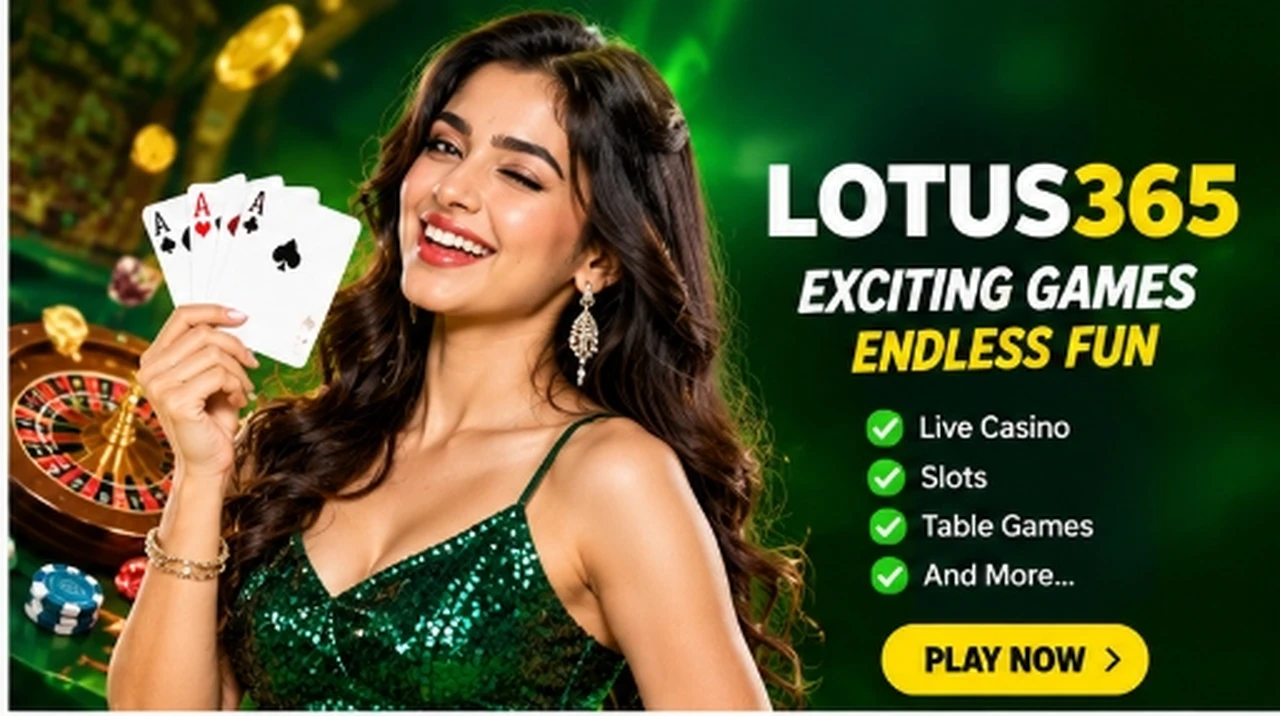 A
A
A
LOTUS365
EXCITING GAMES
ENDLESS FUN
Live Casino
Slots
Table Games
And More...
PLAY NOW >